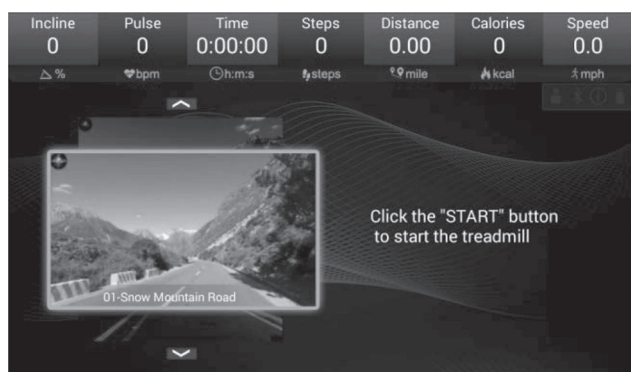 Incline Pulse Time Steps Distance Calories Speed
0 0 0:00:00 0 0.00 0 0.0
% bpm h:m:s steps mile kcal mph
Click the "START" button
to start the treadmill
01-Snow Mountain Road